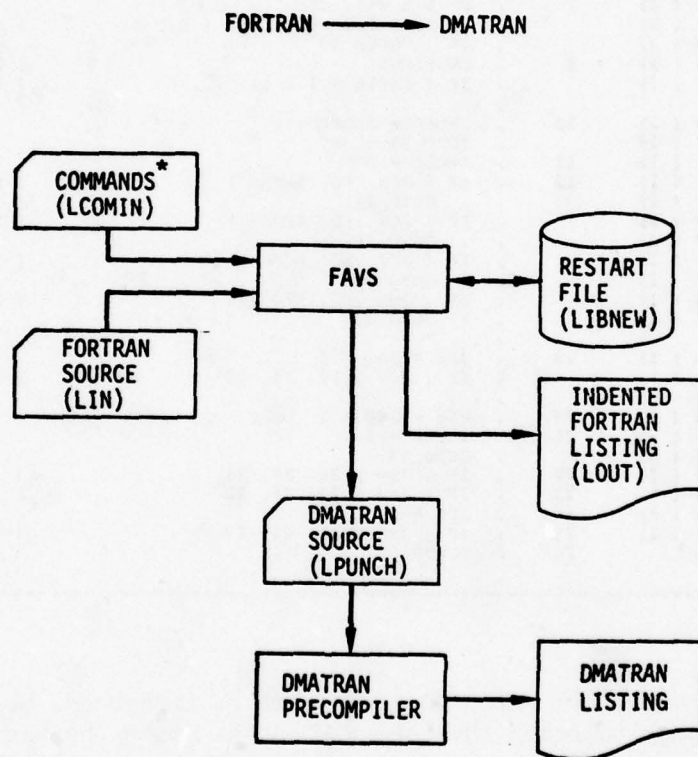 FORTRAN DMATRAN
COMMANDS*
(LCOMIN)
FAVS
RESTART
FILE
(LIBNEW)
FORTRAN
SOURCE
(LIN)
INDENTED
FORTRAN
LISTING
(LOUT)
DMATRAN
SOURCE
(LPUNCH)
DMATRAN
PRECOMPILER
DMATRAN
LISTING